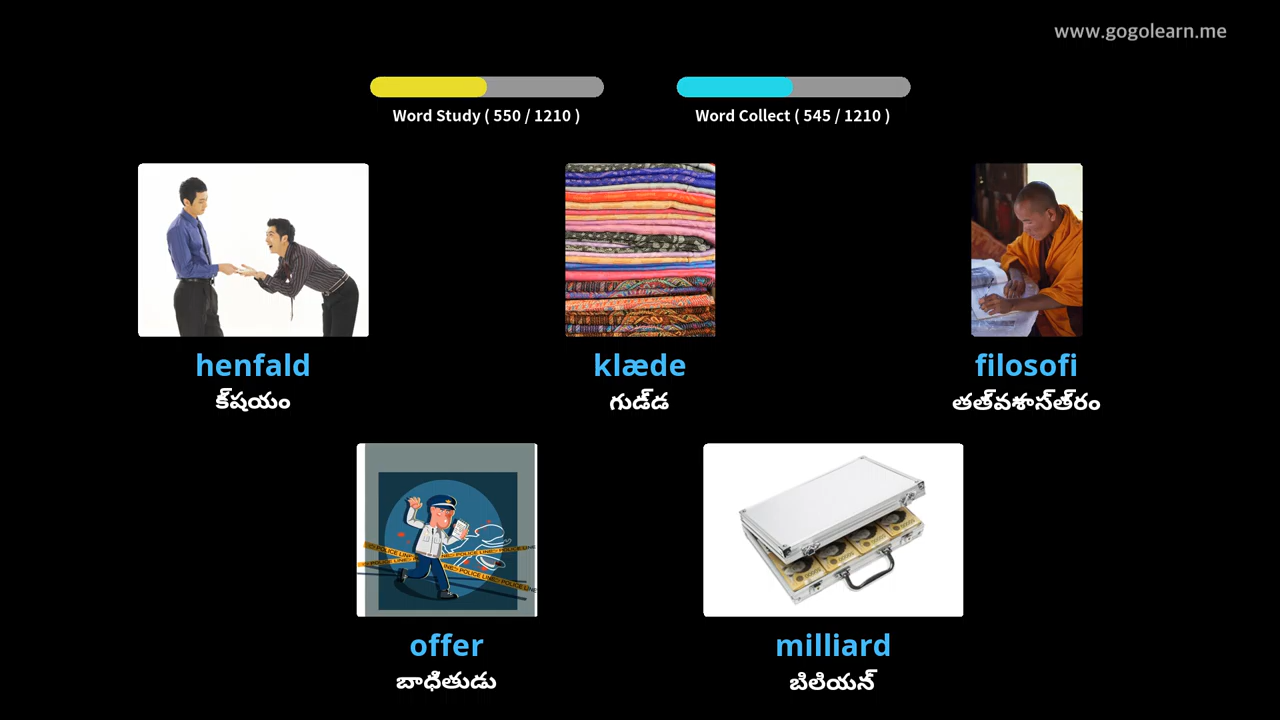 www.gogolearn.me
Word Study ( 550 / 1210 )
Word Collect ( 545 / 1210 )
henfald
క్షయం
klæde
గుడ్డ
filosofi
తత్వశాస్త్రం
offer
బాధితుడు
milliard
బిలియన్